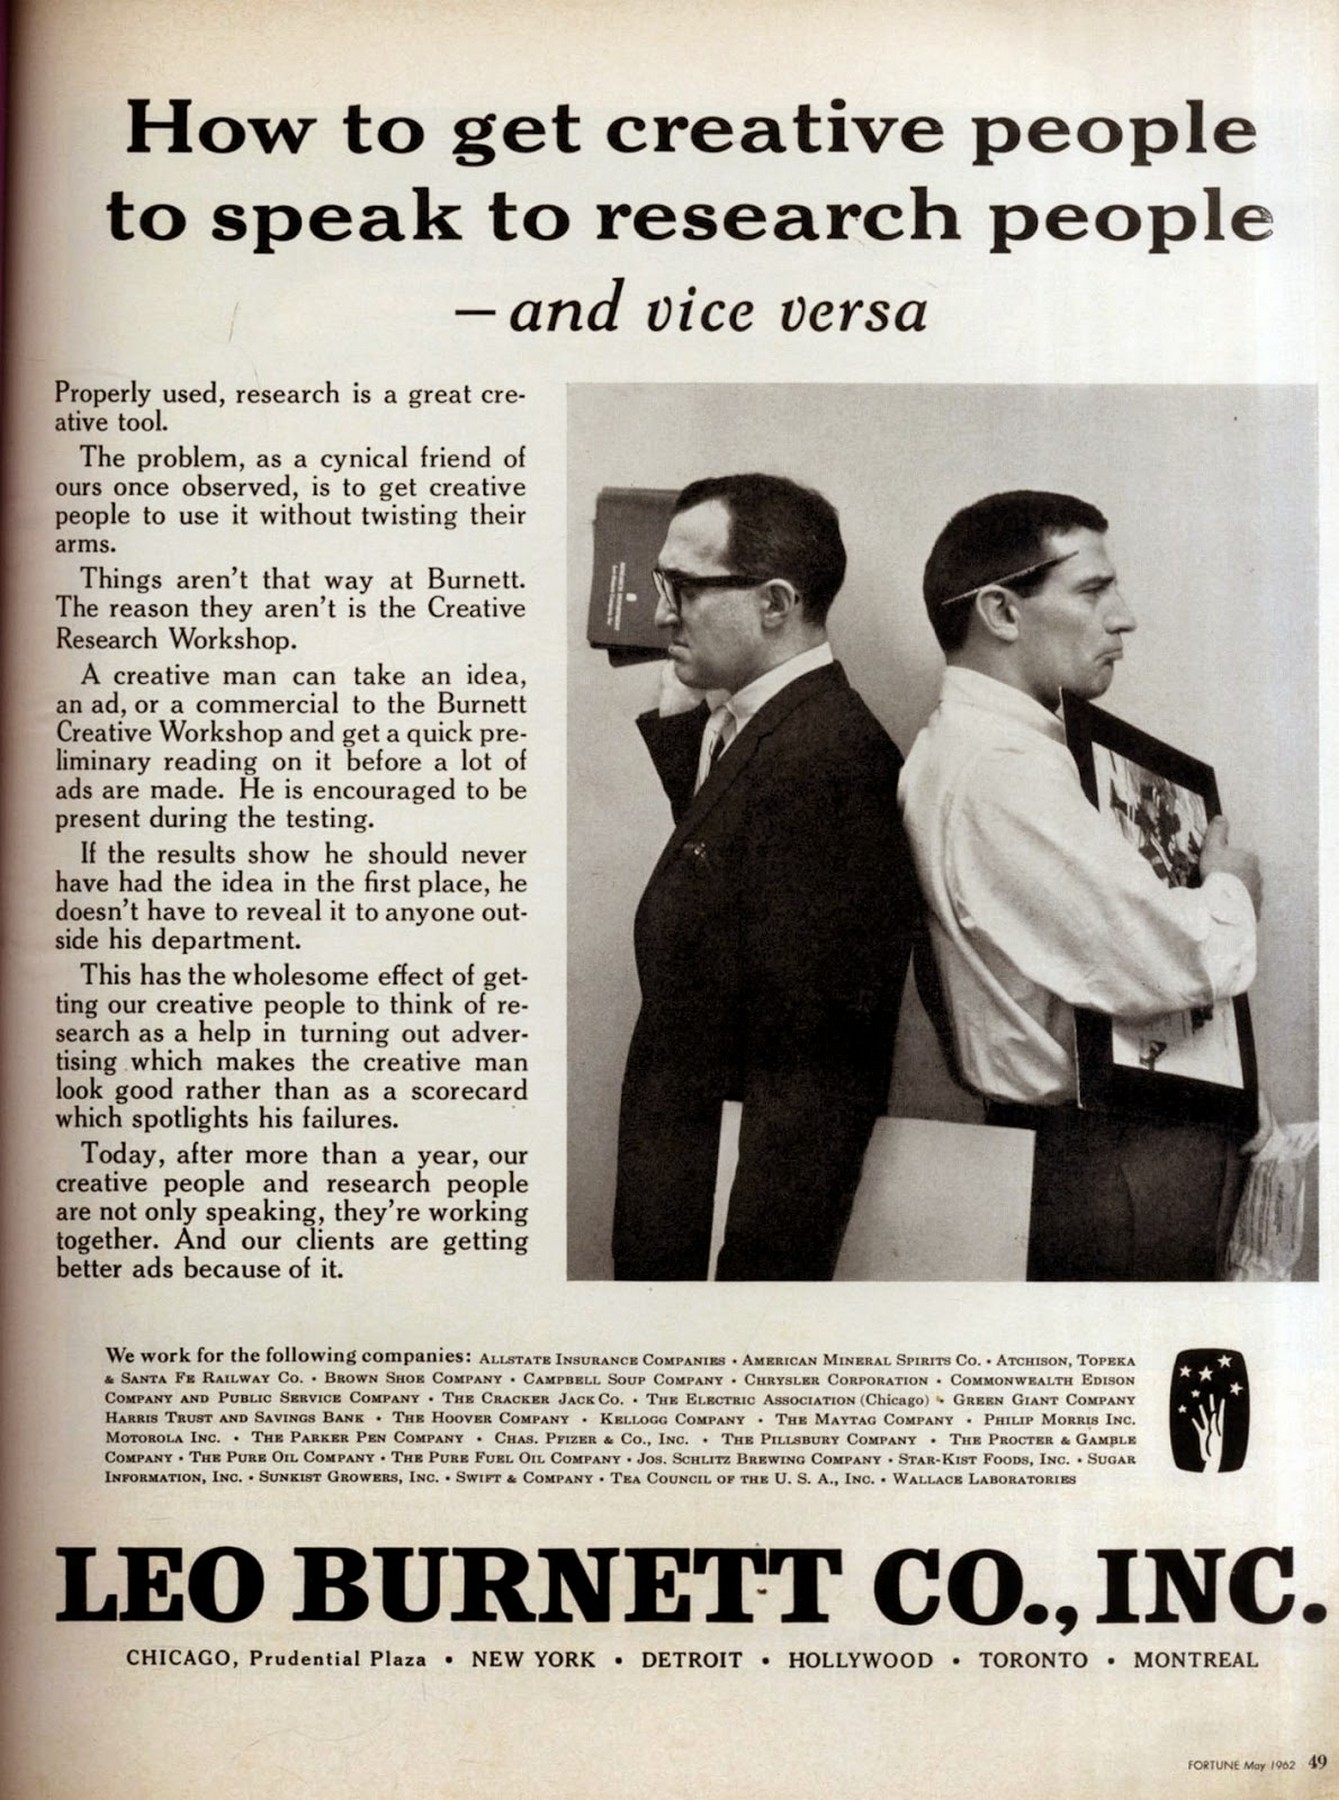 How to get creative people
to speak to research people
—and vice versa
Properly used, research is a great cre-
ative tool.
The problem, as a cynical friend of
ours once observed, is to get creative
people to use it without twisting their
arms.
Things aren't that way at Burnett.
The reason they aren't is the Creative
Research Workshop.
A creative man can take an idea,
an ad, or a commercial to the Burnett
Creative Workshop and get a quick pre-
liminary reading on it before a lot of
ads are made. He is encouraged to be
present during the testing.
If the results show he should never
have had the idea in the first place, he
doesn't have to reveal it to anyone out-
side his department.
This has the wholesome effect of get-
ting our creative people to think of re-
search as a help in turning out adver-
tising which makes the creative man
look good rather than as a scorecard
which spotlights his failures.
Today, after more than a year, our
creative people and research people
are not only speaking, they're working
together. And our clients are getting
better ads because of it.
We work for the following companies: ALLSTATE INSURANCE COMPANIES • AMERICAN MINERAL SPIRITS CO. • ATCHISON, TOPEKA
& SANTA FE RAILWAY CO. • BROWN SHOE COMPANY • CAMPBELL SOUP COMPANY • CHRYSLER CORPORATION • COMMONWEALTH EDISON
COMPANY AND PUBLIC SERVICE COMPANY • THE CRACKER JACK CO. • THE ELECTRIC ASSOCIATION (Chicago) • GREEN GIANT COMPANY
HARRIS TRUST AND SAVINGS BANK • THE HOOVER COMPANY • KELLOGG COMPANY • THE MAYTAG COMPANY • PHILIP MORRIS INC.
MOTOROLA INC. • THE PARKER PEN COMPANY • CHAS. PFIZER & CO., INC. • THE PILLSBURY COMPANY • THE PROCTER & GAMBLE
COMPANY • THE PURE OIL COMPANY • THE PURE FUEL OIL COMPANY • JOS. SCHLITZ BREWING COMPANY • STAR-KIST FOODS, INC. • SUGAR
INFORMATION, INC. • SUNKIST GROWERS, INC. • SWIFT & COMPANY • TEA COUNCIL OF THE U. S. A., INC. • WALLACE LABORATORIES
LEO BURNETT CO., INC.
CHICAGO, Prudential Plaza • NEW YORK • DETROIT • HOLLYWOOD • TORONTO • MONTREAL
FORTUNE May 1962 49